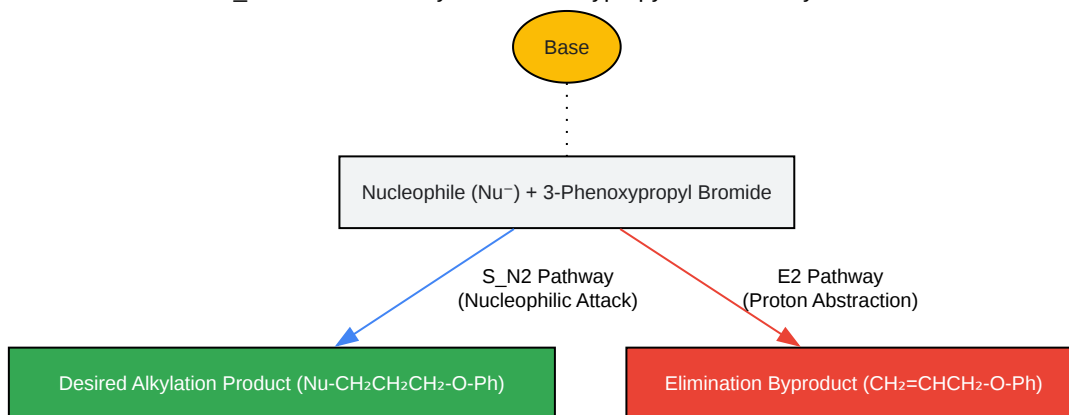 Base
Nucleophile (Nu⁻) + 3-Phenoxypropyl Bromide
S_N2 Pathway
(Nucleophilic Attack)
E2 Pathway
(Proton Abstraction)
Desired Alkylation Product (Nu-CH₂CH₂CH₂-O-Ph)
Elimination Byproduct (CH₂=CHCH₂-O-Ph)